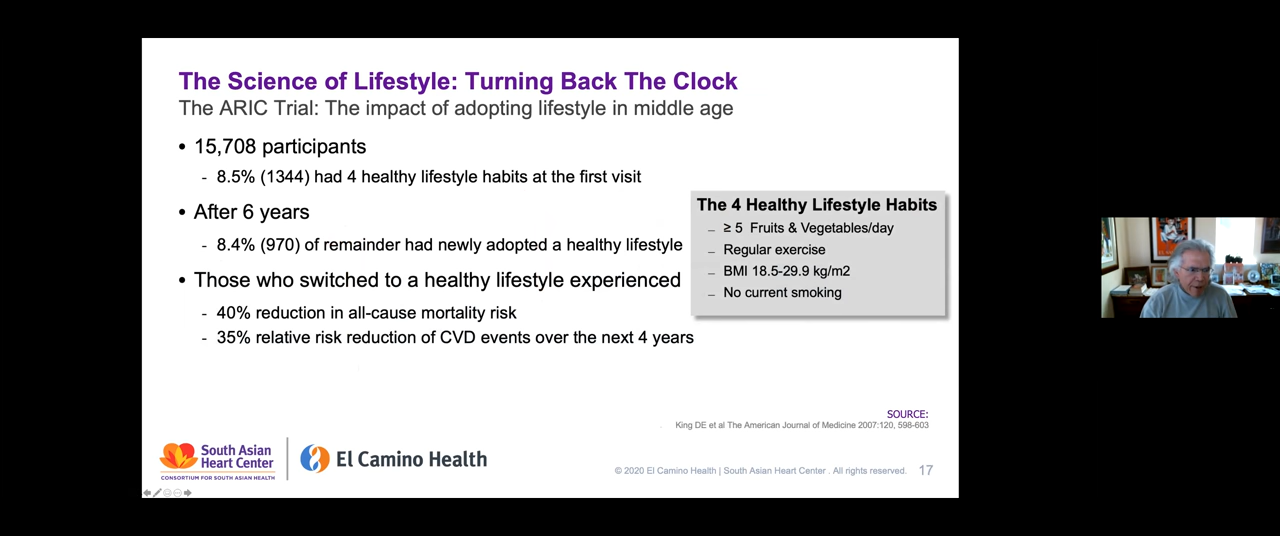 The Science of Lifestyle: Turning Back The Clock
The ARIC Trial: The impact of adopting lifestyle in middle age
• 15,708 participants
- 8.5% (1344) had 4 healthy lifestyle habits at the first visit
• After 6 years
- 8.4% (970) of remainder had newly adopted a healthy lifestyle
• Those who switched to a healthy lifestyle experienced
- 40% reduction in all-cause mortality risk
- 35% relative risk reduction of CVD events over the next 4 years
The 4 Healthy Lifestyle Habits
– ≥ 5 Fruits & Vegetables/day
– Regular exercise
– BMI 18.5-29.9 kg/m2
– No current smoking
SOURCE:
King DE et al The American Journal of Medicine 2007:120, 598-603
South Asian
Heart Center
CONSORTIUM FOR SOUTH ASIAN HEALTH
El Camino Health
© 2020 El Camino Health | South Asian Heart Center . All rights reserved. 17